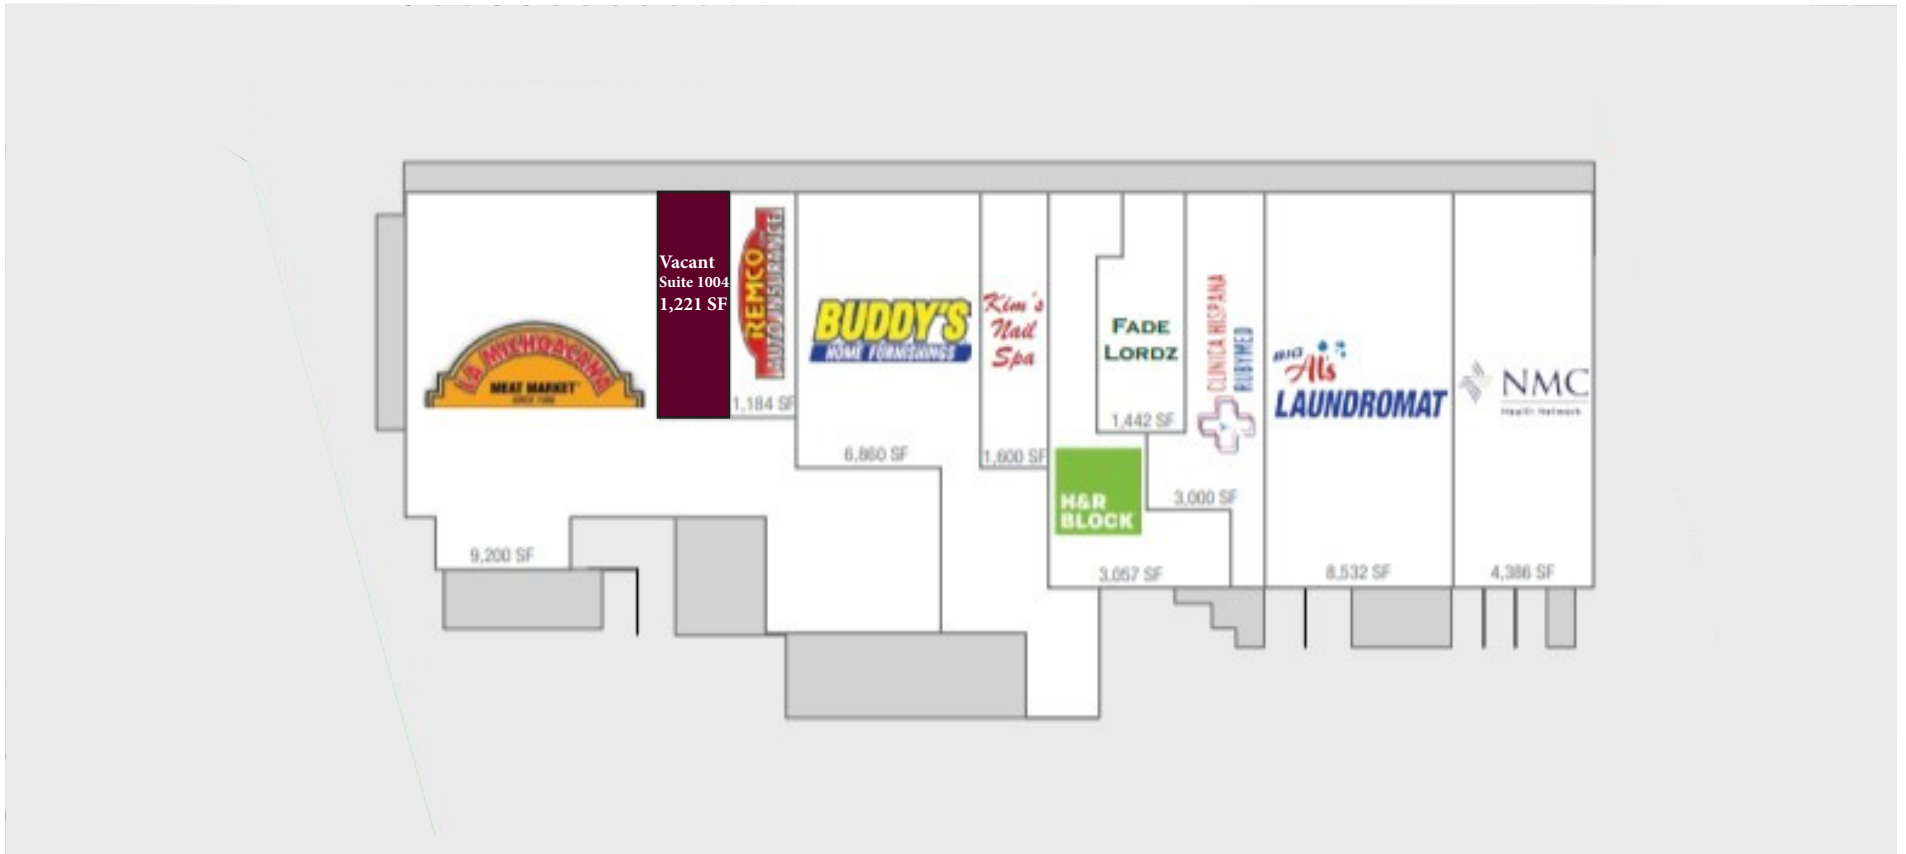 LA MICHOACANA
MEAT MARKET
9,200 SF
Vacant
Suite 1004
1,221 SF
REMCO
AUTO INSURANCE
1,184 SF
BUDDY'S
HOME FURNISHINGS
6,860 SF
Kim's
Nail
Spa
1,600 SF
FADE
LORDZ
1,442 SF
H&R
BLOCK
3,057 SF
CLINICA HISPANA
RUBYMED
3,000 SF
BIG
Al's
LAUNDROMAT
8,532 SF
NMC
Health Network
4,386 SF